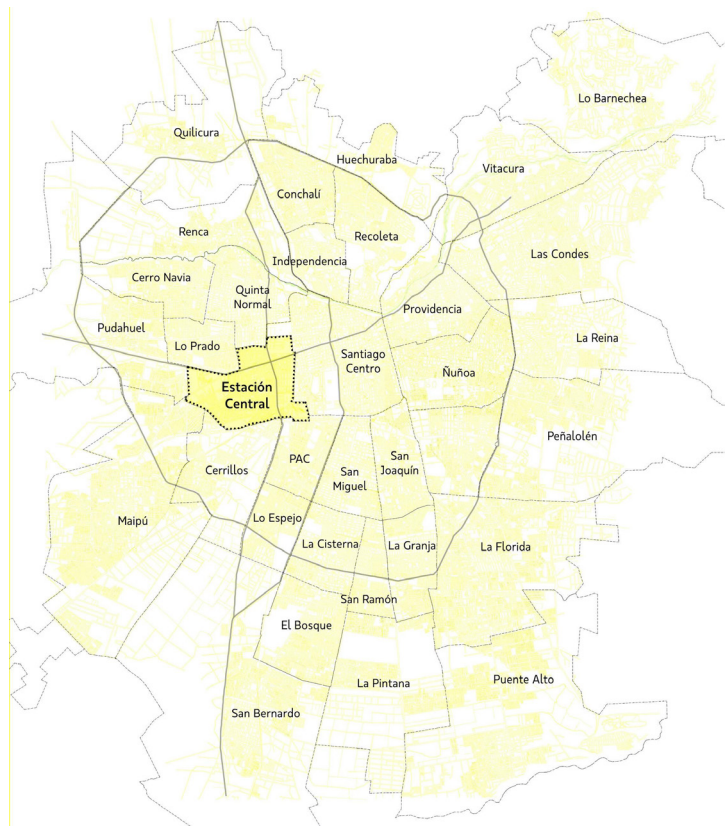 Lo Barnechea
Quilicura
Huechuraba
Vitacura
Conchalí
Renca
Recoleta
Las Condes
Independencia
Cerro Navia
Quinta
Normal
Providencia
Pudahuel
La Reina
Lo Prado
Santiago
Centro
Ñuñoa
Estación
Central
Peñalolén
PAC
San
Joaquín
Cerrillos
San
Miguel
Maipú
Lo Espejo
La Cisterna
La Granja
La Florida
San Ramón
El Bosque
La Pintana
Puente Alto
San Bernardo